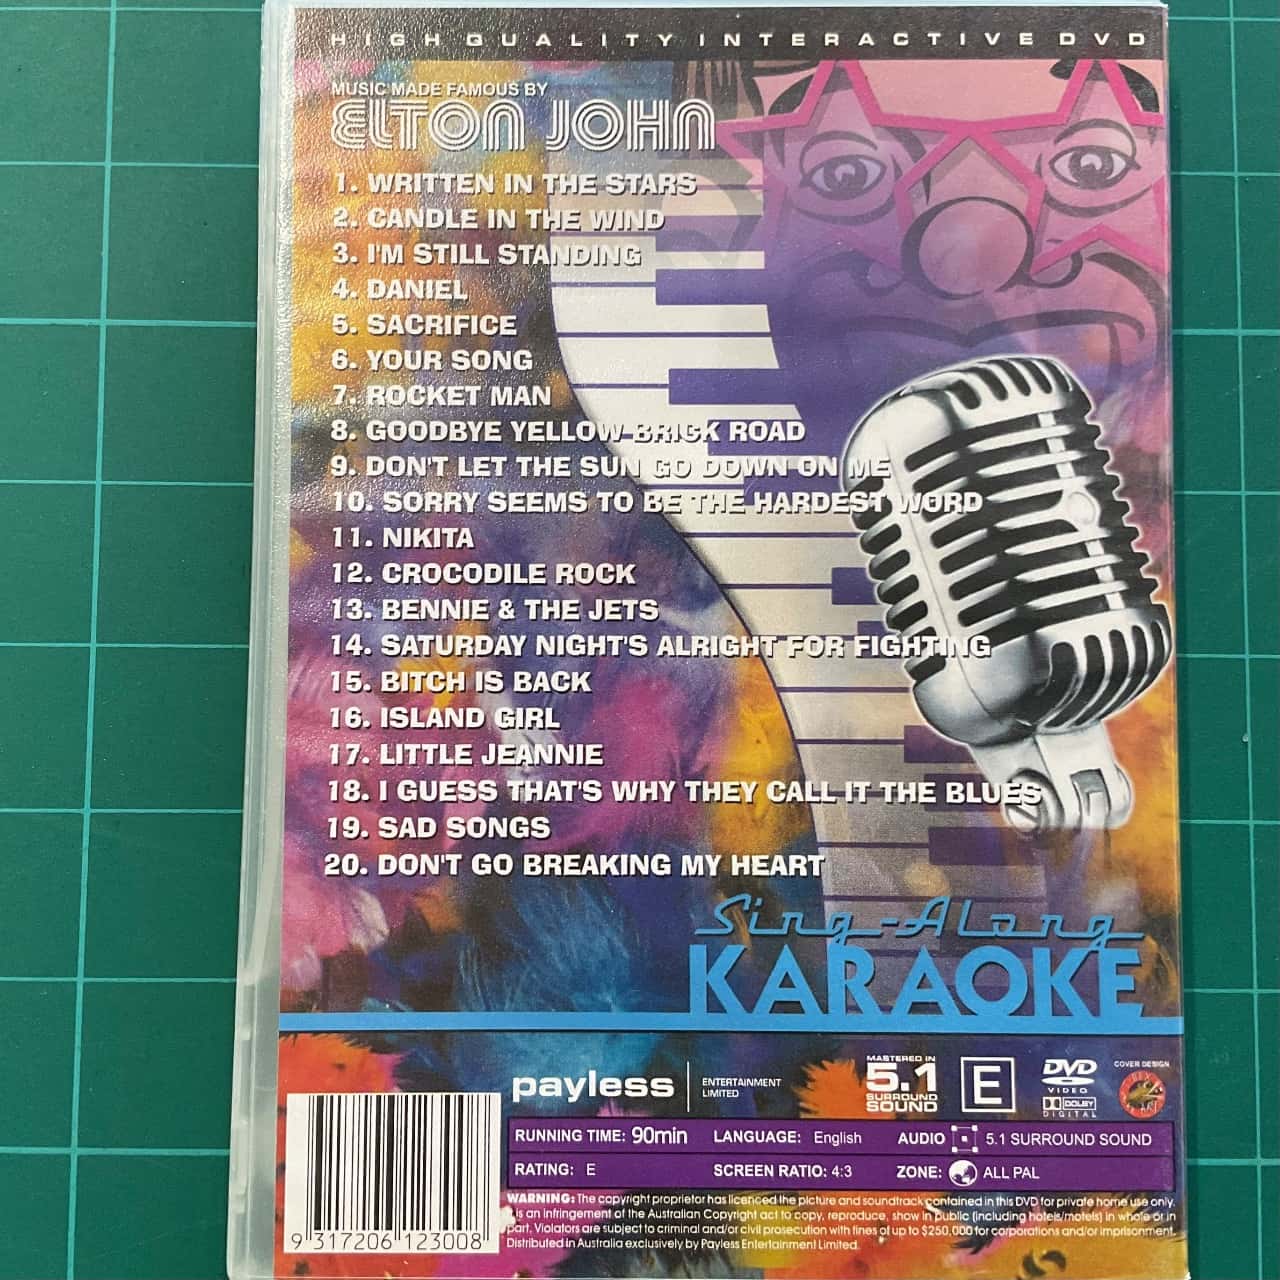 HIGH QUALITY INTERACTIVE DVD
MUSIC MADE FAMOUS BY
ELTON JOHN
1. WRITTEN IN THE STARS
2. CANDLE IN THE WIND
3. I'M STILL STANDING
4. DANIEL
5. SACRIFICE
6. YOUR SONG
7. ROCKET MAN
8. GOODBYE YELLOW BRICK ROAD
9. DON'T LET THE SUN GO DOWN ON ME
10. SORRY SEEMS TO BE THE HARDEST WORD
11. NIKITA
12. CROCODILE ROCK
13. BENNIE & THE JETS
14. SATURDAY NIGHT'S ALRIGHT FOR FIGHTING
15. BITCH IS BACK
16. ISLAND GIRL
17. LITTLE JEANNIE
18. I GUESS THAT'S WHY THEY CALL IT THE BLUES
19. SAD SONGS
20. DON'T GO BREAKING MY HEART
Sing-Along
KARAOKE
payless
ENTERTAINMENT
LIMITED
MASTERED IN
5.1
SURROUND
SOUND
E
DVD
VIDEO
DOLBY
DIGITAL
COVER DESIGN
RUNNING TIME: 90min LANGUAGE: English AUDIO 5.1 SURROUND SOUND
RATING: E SCREEN RATIO: 4:3 ZONE: ALL PAL
WARNING: The copyright proprietor has licenced the picture and soundtrack contained in this DVD for private home use only.
It is an infringement of the Australian Copyright act to copy, reproduce, show in public (including hotels/motels) in whole or in
part. Violators are subject to criminal and/or civil prosecution with fines of up to $250,000 for corporations and/or imprisonment.
Distributed in Australia exclusively by Payless Entertainment Limited.
9 317206 123008